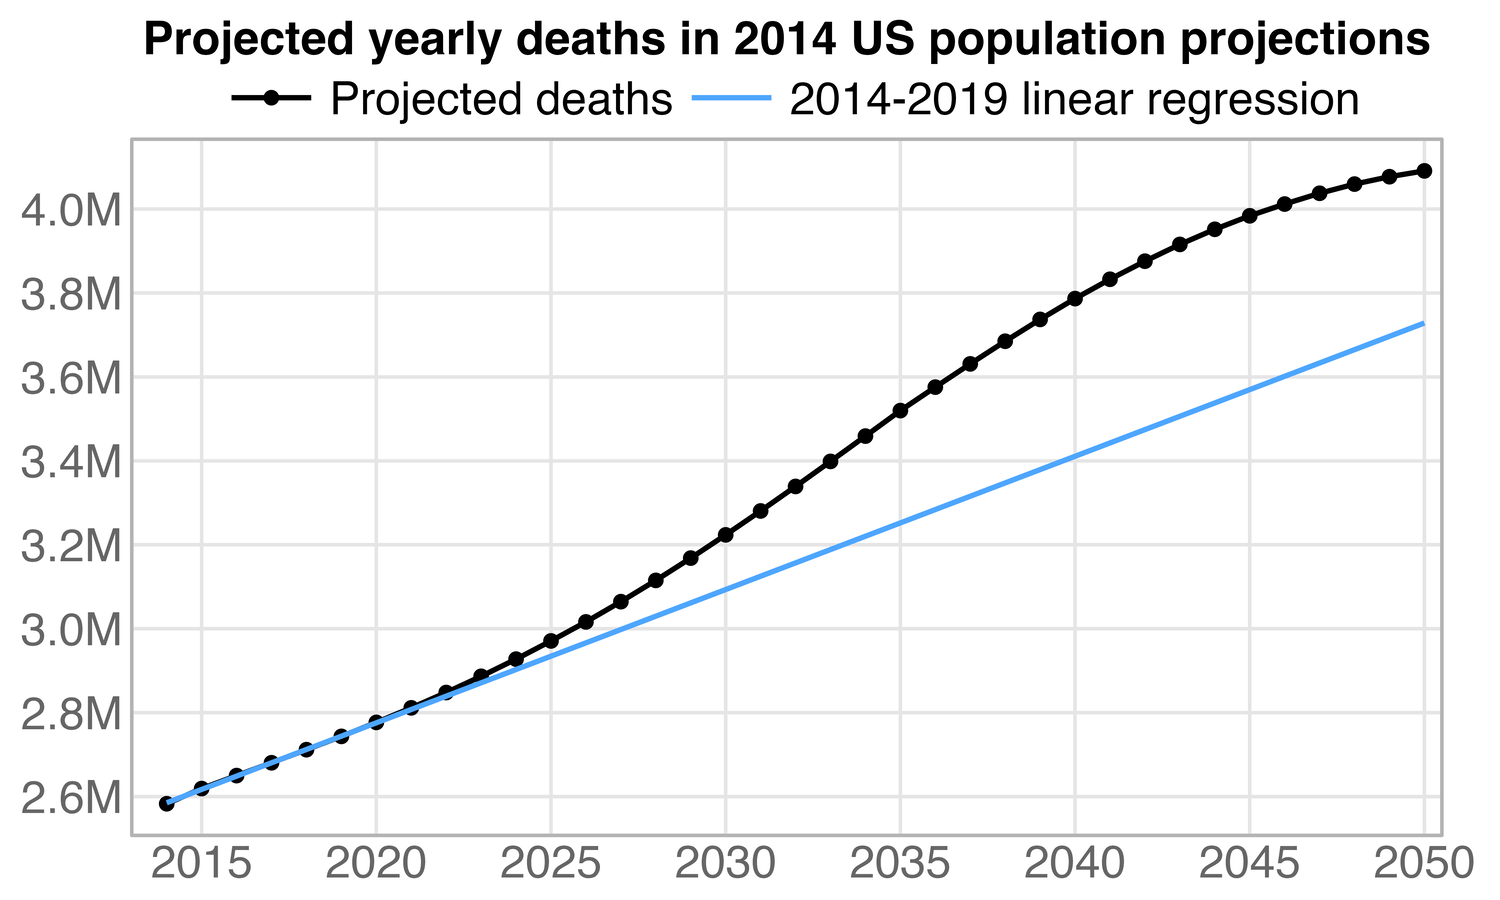 Projected yearly deaths in 2014 US population projections
Projected deaths 2014-2019 linear regression
4.0M
3.8M
3.6M
3.4M
3.2M
3.0M
2.8M
2.6M
2015 2020 2025 2030 2035 2040 2045 2050